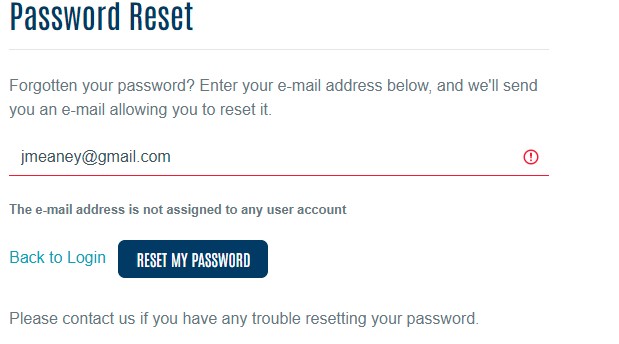 Password Reset
Forgotten your password? Enter your e-mail address below, and we'll send
you an e-mail allowing you to reset it.
jmeaney@gmail.com
The e-mail address is not assigned to any user account
Back to Login RESET MY PASSWORD
Please contact us if you have any trouble resetting your password.